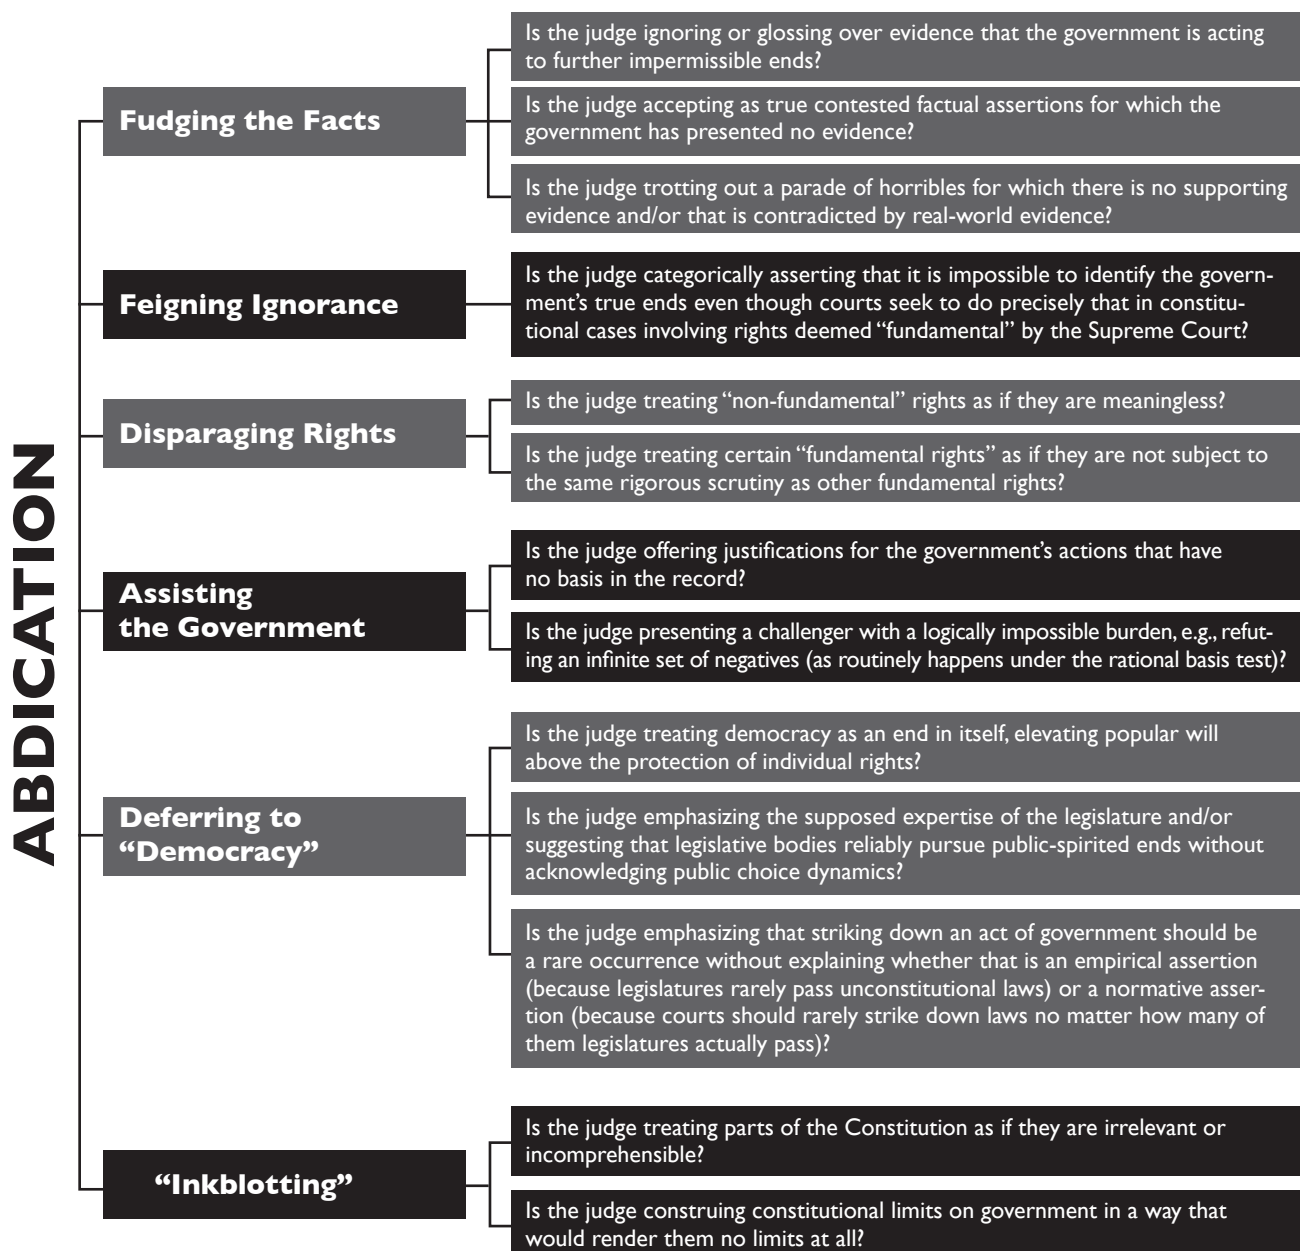 ABDICATION
Fudging the Facts
Is the judge ignoring or glossing over evidence that the government is acting
to further impermissible ends?
Is the judge accepting as true contested factual assertions for which the
government has presented no evidence?
Is the judge trotting out a parade of horribles for which there is no supporting
evidence and/or that is contradicted by real-world evidence?
Feigning Ignorance
Is the judge categorically asserting that it is impossible to identify the govern-
ment’s true ends even though courts seek to do precisely that in constitu-
tional cases involving rights deemed “fundamental” by the Supreme Court?
Disparaging Rights
Is the judge treating “non-fundamental” rights as if they are meaningless?
Is the judge treating certain “fundamental rights” as if they are not subject to
the same rigorous scrutiny as other fundamental rights?
Assisting
the Government
Is the judge offering justifications for the government’s actions that have
no basis in the record?
Is the judge presenting a challenger with a logically impossible burden, e.g., refut-
ing an infinite set of negatives (as routinely happens under the rational basis test)?
Deferring to
“Democracy”
Is the judge treating democracy as an end in itself, elevating popular will
above the protection of individual rights?
Is the judge emphasizing the supposed expertise of the legislature and/or
suggesting that legislative bodies reliably pursue public-spirited ends without
acknowledging public choice dynamics?
Is the judge emphasizing that striking down an act of government should be
a rare occurrence without explaining whether that is an empirical assertion
(because legislatures rarely pass unconstitutional laws) or a normative asser-
tion (because courts should rarely strike down laws no matter how many of
them legislatures actually pass)?
“Inkblotting”
Is the judge treating parts of the Constitution as if they are irrelevant or
incomprehensible?
Is the judge construing constitutional limits on government in a way that
would render them no limits at all?